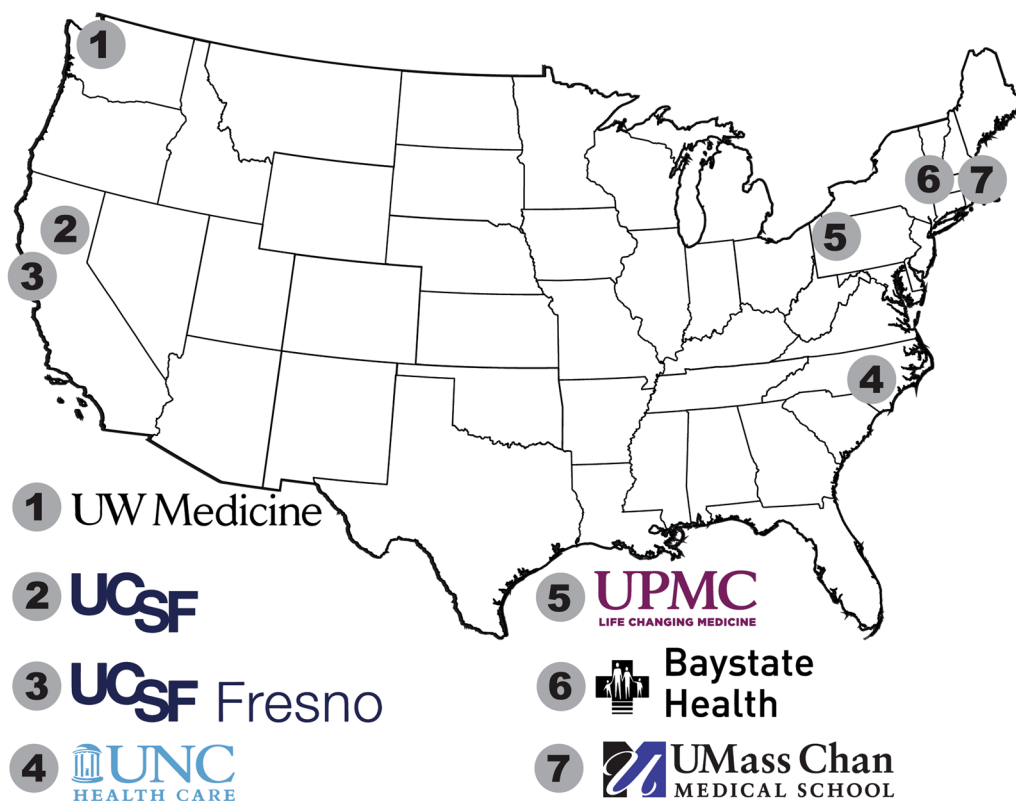 1
2
3
4
5
6
7
1 UW Medicine
2 UCSF
3 UCSF Fresno
4 UNC
HEALTH CARE
5 UPMC
LIFE CHANGING MEDICINE
6 Baystate
Health
7 UMass Chan
MEDICAL SCHOOL